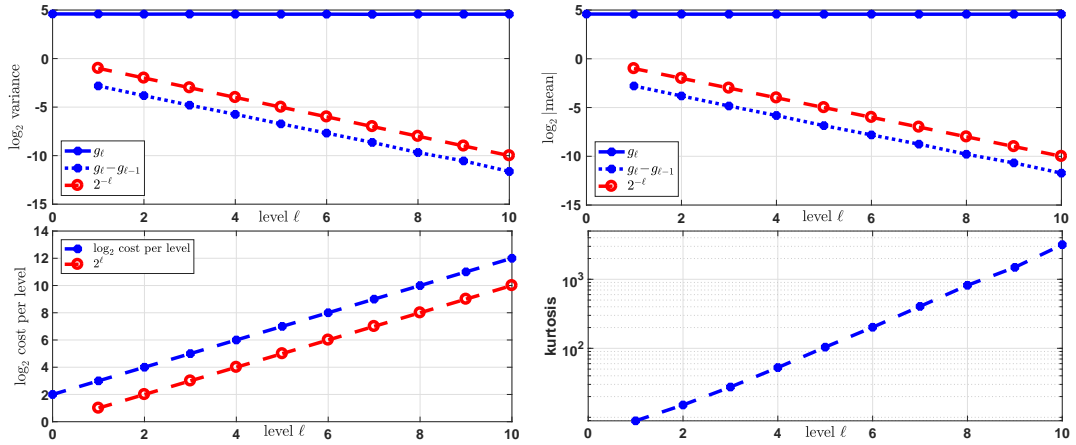 5
0
-5
-10
-15
log₂ variance
g_ℓ
g_ℓ−g_{ℓ−1}
2^{−ℓ}
0 2 4 6 8 10
level ℓ
5
0
-5
-10
-15
log₂ |mean|
g_ℓ
g_ℓ−g_{ℓ−1}
2^{−ℓ}
0 2 4 6 8 10
level ℓ
14
12
10
8
6
4
2
0
log₂ cost per level
log₂ cost per level
2^ℓ
0 2 4 6 8 10
level ℓ
10³
10²
kurtosis
0 2 4 6 8 10
level ℓ